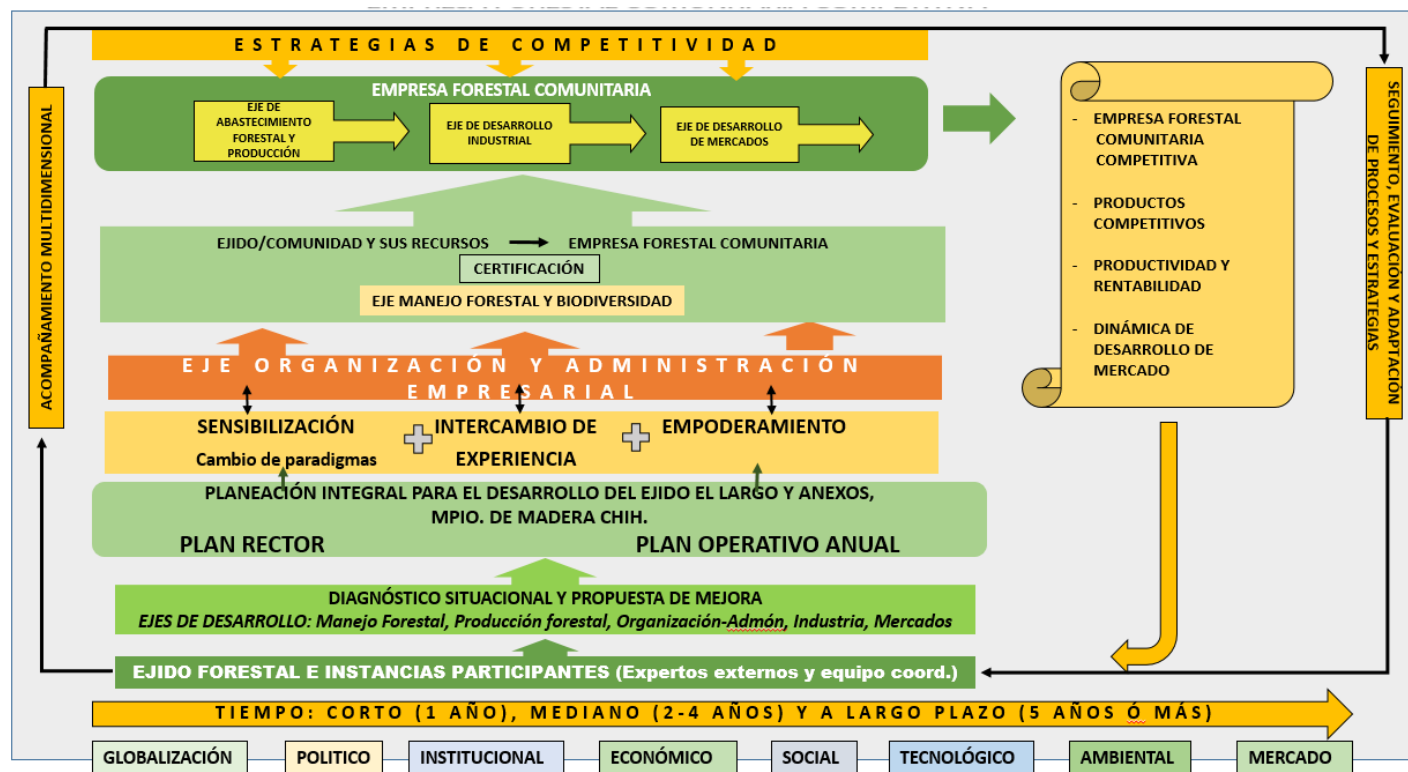 ESTRATEGIAS DE COMPETITIVIDAD
EMPRESA FORESTAL COMUNITARIA
EJE DE
ABASTECIMIENTO
FORESTAL Y
PRODUCCIÓN
EJE DE DESARROLLO
INDUSTRIAL
EJE DE DESARROLLO
DE MERCADOS
EJIDO/COMUNIDAD Y SUS RECURSOS
EMPRESA FORESTAL COMUNITARIA
CERTIFICACIÓN
EJE MANEJO FORESTAL Y BIODIVERSIDAD
EJE ORGANIZACIÓN Y ADMINISTRACIÓN
EMPRESARIAL
SENSIBILIZACIÓN
Cambio de paradigmas
INTERCAMBIO DE
EXPERIENCIA
EMPODERAMIENTO
PLANEACIÓN INTEGRAL PARA EL DESARROLLO DEL EJIDO EL LARGO Y ANEXOS,
MPIO. DE MADERA CHIH.
PLAN RECTOR
PLAN OPERATIVO ANUAL
DIAGNÓSTICO SITUACIONAL Y PROPUESTA DE MEJORA
EJES DE DESARROLLO: Manejo Forestal, Producción forestal, Organización-Admón, Industria, Mercados
EJIDO FORESTAL E INSTANCIAS PARTICIPANTES (Expertos externos y equipo coord.)
ACOMPAÑAMIENTO MULTIDIMENSIONAL
- EMPRESA FORESTAL
COMUNITARIA
COMPETITIVA
- PRODUCTOS
COMPETITIVOS
- PRODUCTIVIDAD Y
RENTABILIDAD
- DINÁMICA DE
DESARROLLO DE
MERCADO
SEGUIMIENTO, EVALUACIÓN Y ADAPTACIÓN
DE PROCESOS Y ESTRATEGIAS
TIEMPO: CORTO (1 AÑO), MEDIANO (2-4 AÑOS) Y A LARGO PLAZO (5 AÑOS Ó MÁS)
GLOBALIZACIÓN
POLITICO
INSTITUCIONAL
ECONÓMICO
SOCIAL
TECNOLÓGICO
AMBIENTAL
MERCADO